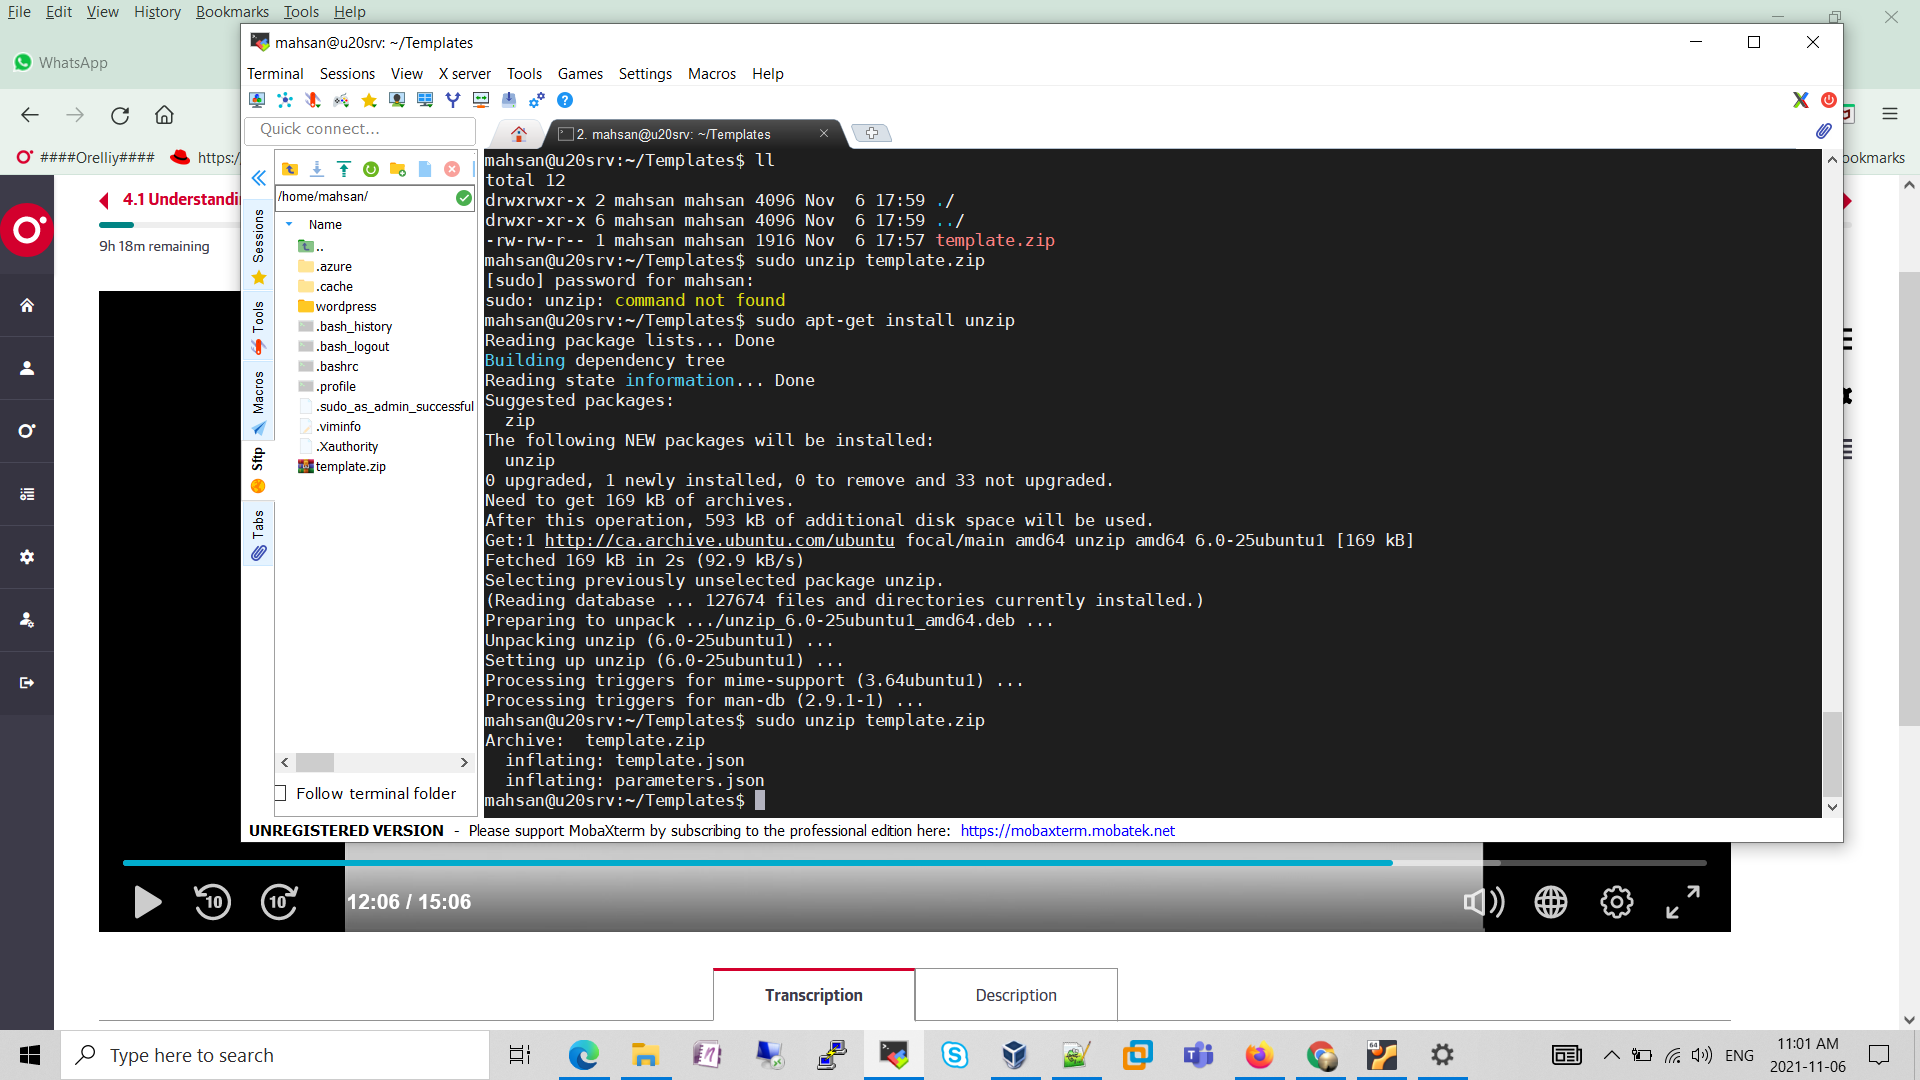 File Edit View History Bookmarks Tools Help
WhatsApp
mahsan@u20srv: ~/Templates
Terminal Sessions View X server Tools Games Settings Macros Help
Quick connect...
2. mahsan@u20srv: ~/Templates
####Orelliy####
https:/
ookmarks
4.1 Understandi
9h 18m remaining
/home/mahsan/
Name
..
.azure
.cache
wordpress
.bash_history
.bash_logout
.bashrc
.profile
.sudo_as_admin_successful
.viminfo
.Xauthority
template.zip
Sessions
Tools
Macros
Sftp
Tabs
Follow terminal folder
mahsan@u20srv:~/Templates$ ll
total 12
drwxrwxr-x 2 mahsan mahsan 4096 Nov  6 17:59 ./
drwxr-xr-x 6 mahsan mahsan 4096 Nov  6 17:59 ../
-rw-rw-r-- 1 mahsan mahsan 1916 Nov  6 17:57 template.zip
mahsan@u20srv:~/Templates$ sudo unzip template.zip
[sudo] password for mahsan:
sudo: unzip: command not found
mahsan@u20srv:~/Templates$ sudo apt-get install unzip
Reading package lists... Done
Building dependency tree
Reading state information... Done
Suggested packages:
  zip
The following NEW packages will be installed:
  unzip
0 upgraded, 1 newly installed, 0 to remove and 33 not upgraded.
Need to get 169 kB of archives.
After this operation, 593 kB of additional disk space will be used.
Get:1 http://ca.archive.ubuntu.com/ubuntu focal/main amd64 unzip amd64 6.0-25ubuntu1 [169 kB]
Fetched 169 kB in 2s (92.9 kB/s)
Selecting previously unselected package unzip.
(Reading database ... 127674 files and directories currently installed.)
Preparing to unpack .../unzip_6.0-25ubuntu1_amd64.deb ...
Unpacking unzip (6.0-25ubuntu1) ...
Setting up unzip (6.0-25ubuntu1) ...
Processing triggers for mime-support (3.64ubuntu1) ...
Processing triggers for man-db (2.9.1-1) ...
mahsan@u20srv:~/Templates$ sudo unzip template.zip
Archive:  template.zip
  inflating: template.json
  inflating: parameters.json
mahsan@u20srv:~/Templates$
UNREGISTERED VERSION - Please support MobaXterm by subscribing to the professional edition here: https://mobaxterm.mobatek.net
10 10 12:06 / 15:06
Transcription Description
Type here to search
64
ENG
11:01 AM
2021-11-06